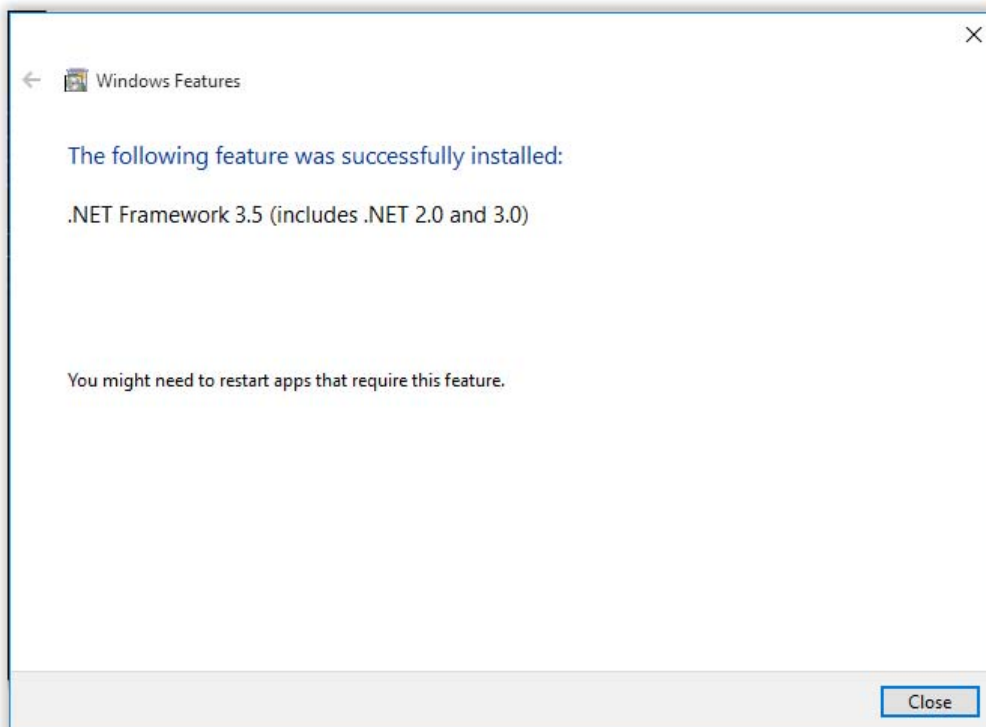 Windows Features
The following feature was successfully installed:
.NET Framework 3.5 (includes .NET 2.0 and 3.0)
You might need to restart apps that require this feature.
Close